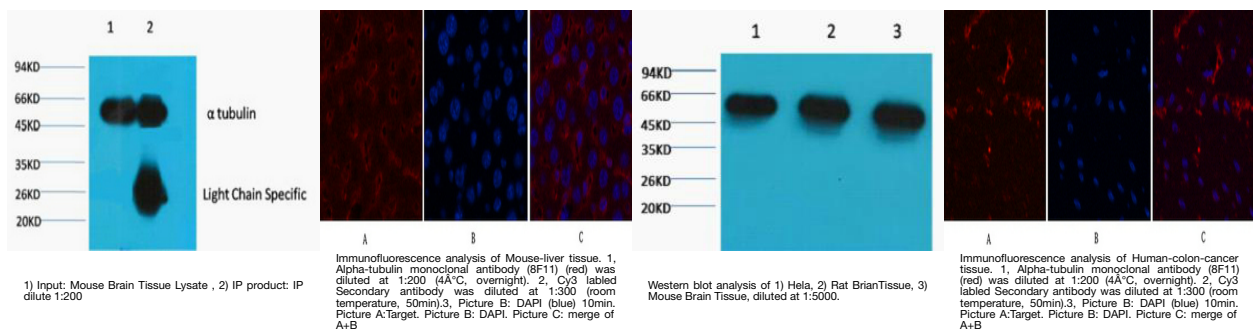 1 2
94KD
66KD
45KD
35KD
26KD
20KD
α tubulin
Light Chain Specific
1) Input: Mouse Brain Tissue Lysate , 2) IP product: IP
dilute 1:200
A B C
Immunofluorescence analysis of Mouse-liver tissue. 1,
Alpha-tubulin monoclonal antibody (8F11) (red) was
diluted at 1:200 (4Â°C, overnight). 2, Cy3 labled
Secondary antibody was diluted at 1:300 (room
temperature, 50min).3, Picture B: DAPI (blue) 10min.
Picture A:Target. Picture B: DAPI. Picture C: merge of
A+B
1 2 3
94KD
66KD
45KD
35KD
26KD
20KD
Western blot analysis of 1) Hela, 2) Rat BrianTissue, 3)
Mouse Brain Tissue, diluted at 1:5000.
A B C
Immunofluorescence analysis of Human-colon-cancer
tissue. 1, Alpha-tubulin monoclonal antibody (8F11)
(red) was diluted at 1:200 (4Â°C, overnight). 2, Cy3
labled Secondary antibody was diluted at 1:300 (room
temperature, 50min).3, Picture B: DAPI (blue) 10min.
Picture A:Target. Picture B: DAPI. Picture C: merge of
A+B